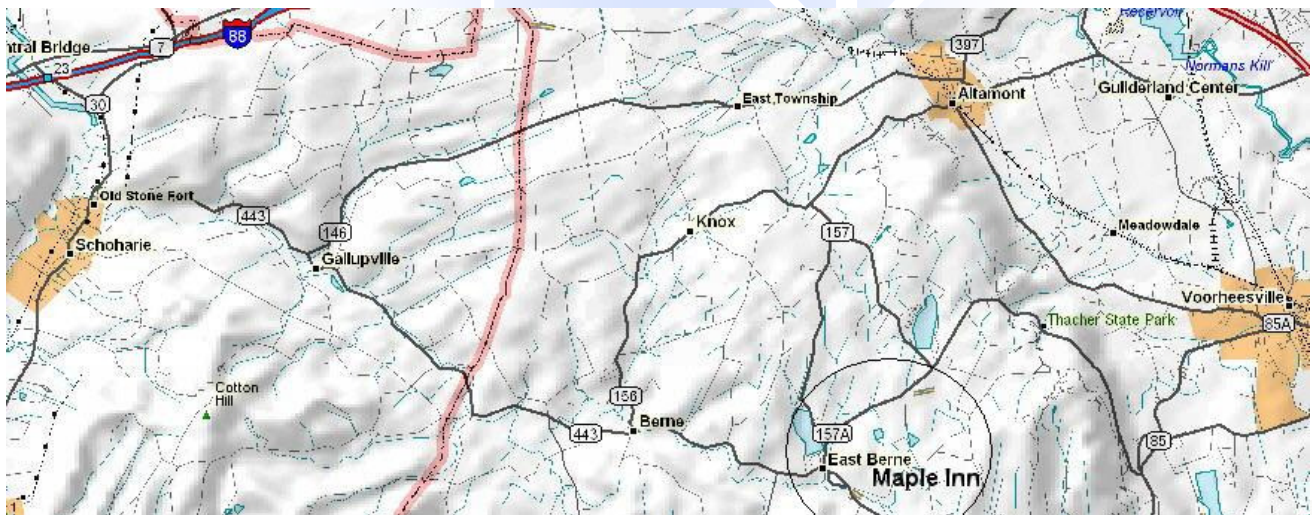 Reservoir
397
7
88
ntral Bridge
Normans Kill
23
Altamont
Guilderland Center
East Township
30
Old Stone Fort
443
Knox
146
157
Meadowdale
Schoharie
Gallupville
Voorheesville
Thacher State Park
85A
Cotton
Hill
156
Berne
443
157A
85
East Berne
Maple Inn
1